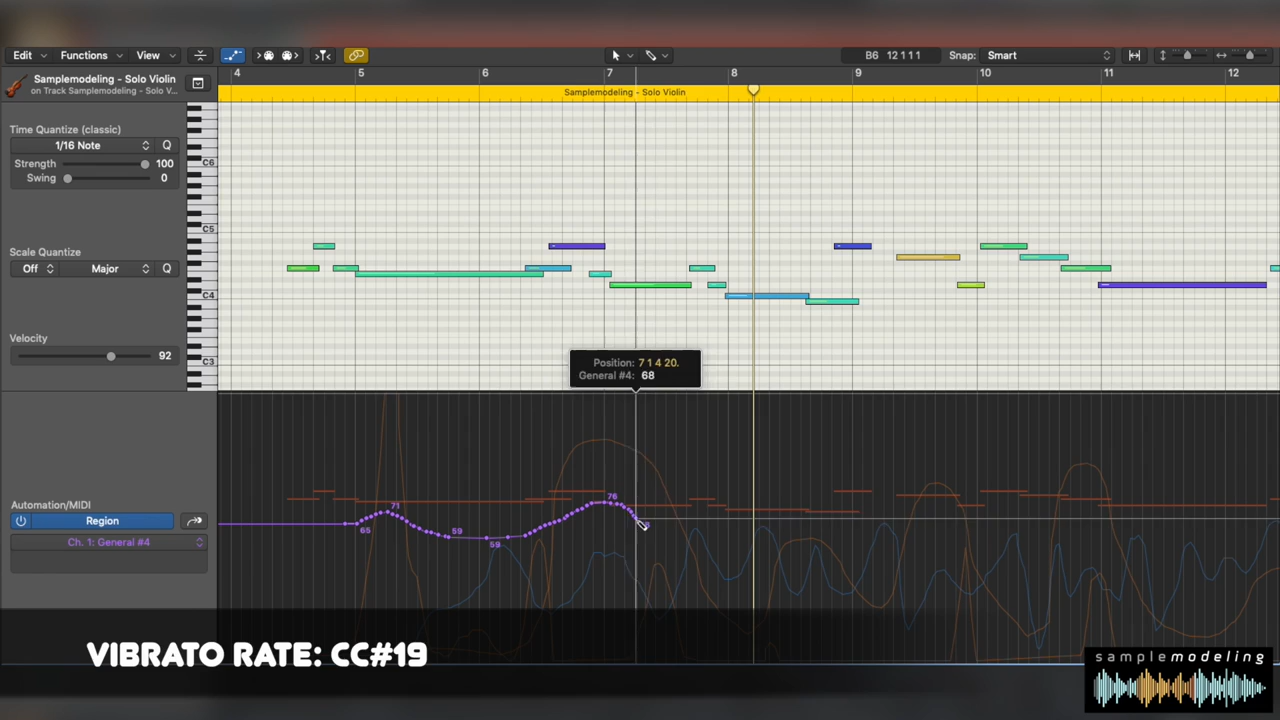 Edit Functions View B6 12 1 1 1 Snap: Smart
4 5 6 7 8 9 10 11 12
Samplemodeling - Solo Violin
on Track Samplemodeling - Solo V...
Samplemodeling - Solo Violin
Time Quantize (classic)
1/16 Note Q
Strength 100
Swing 0
C6
C5
Scale Quantize
Off Major Q
C4
Velocity
92
C3
Position: 7 1 4 20.
General #4: 68
Automation/MIDI
Region
Ch. 1: General #4
65
71
59
59
76
VIBRATO RATE: CC#19
samplemodeling